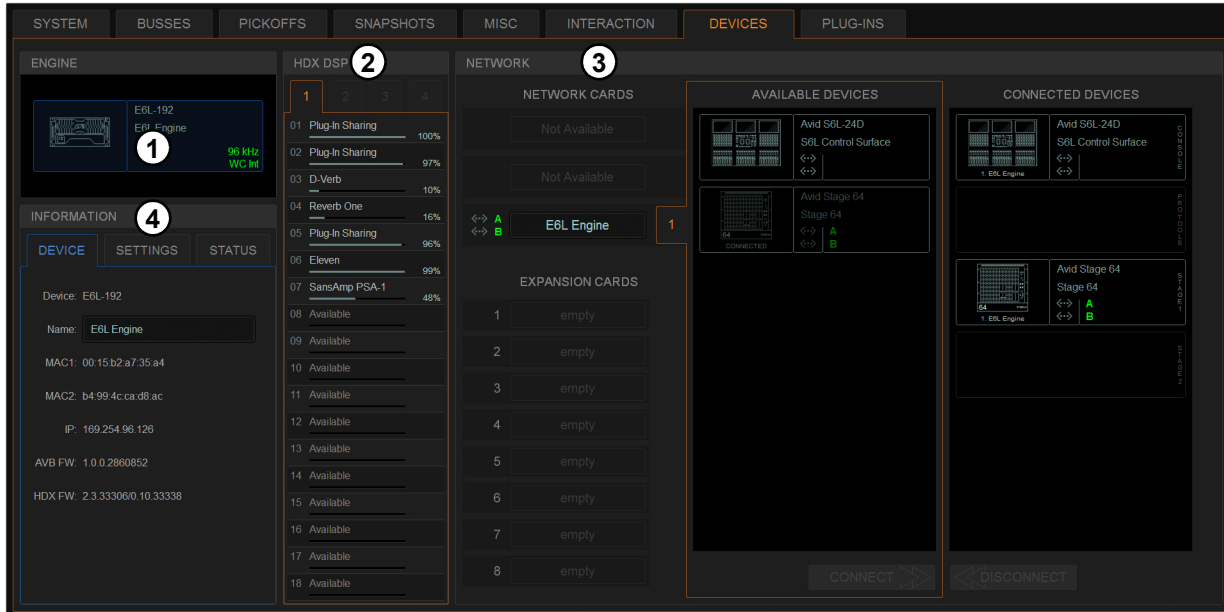 SYSTEM
BUSSES
PICKOFFS
SNAPSHOTS
MISC
INTERACTION
DEVICES
PLUG-INS
ENGINE
E6L-192
E6L Engine
1
96 kHz
WC Int
INFORMATION
4
DEVICE
SETTINGS
STATUS
Device: E6L-192
Name: E6L Engine
MAC1: 00:15:b2:a7:35:a4
MAC2: b4:99:4c:ca:d8:ac
IP: 169.254.96.126
AVB FW: 1.0.0.2860852
HDX FW: 2.3.33306/0.10.33338
HDX DSP
2
1 2 3 4
01 Plug-In Sharing 100%
02 Plug-In Sharing 97%
03 D-Verb 10%
04 Reverb One 16%
05 Plug-In Sharing 96%
06 Eleven 99%
07 SansAmp PSA-1 48%
08 Available
09 Available
10 Available
11 Available
12 Available
13 Available
14 Available
15 Available
16 Available
17 Available
18 Available
NETWORK
3
NETWORK CARDS
Not Available
Not Available
A
B
E6L Engine
1
EXPANSION CARDS
1 empty
2 empty
3 empty
4 empty
5 empty
6 empty
7 empty
8 empty
AVAILABLE DEVICES
Avid S6L-24D
S6L Control Surface
Avid Stage 64
Stage 64
64
CONNECTED
A
B
CONNECT
CONNECTED DEVICES
Avid S6L-24D
S6L Control Surface
1. E6L Engine
CONSOLE
PROTOOLS
Avid Stage 64
Stage 64
64
A
B
1. E6L Engine
STAGE 1
STAGE 2
DISCONNECT